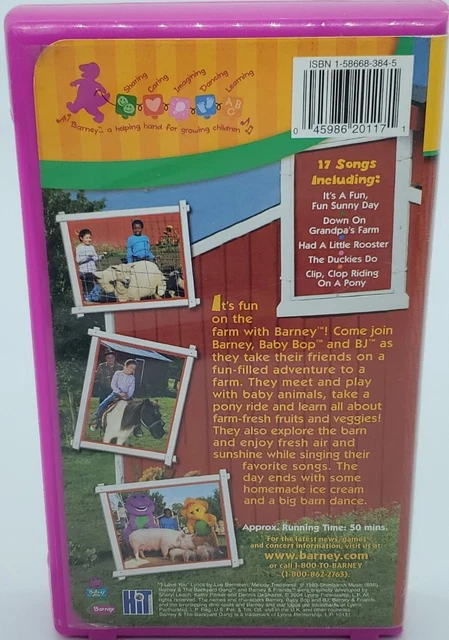 ISBN 1-58668-384-5
0 45986 20117 1
Sharing
Caring
Imagining
Dancing
Learning
ABC
Barney™.. a helping hand for growing children
17 Songs
Including:
It's A Fun,
Fun Sunny Day
Down On
Grandpa's Farm
Had A Little Rooster
The Duckies Do
Clip, Clop Riding
On A Pony
It's fun
on the
farm with Barney™! Come join
Barney, Baby Bop™ and BJ™ as
they take their friends on a
fun-filled adventure to a
farm. They meet and play
with baby animals, take a
pony ride and learn all about
farm-fresh fruits and veggies!
They also explore the barn
and enjoy fresh air and
sunshine while singing their
favorite songs. The
day ends with some
homemade ice cream
and a big barn dance.
Approx. Running Time: 50 mins.
For the latest news, games
and concert information, visit us at:
www.barney.com
or call 1-800-TO-BARNEY
(1-800-862-2763).
Barney
HiT